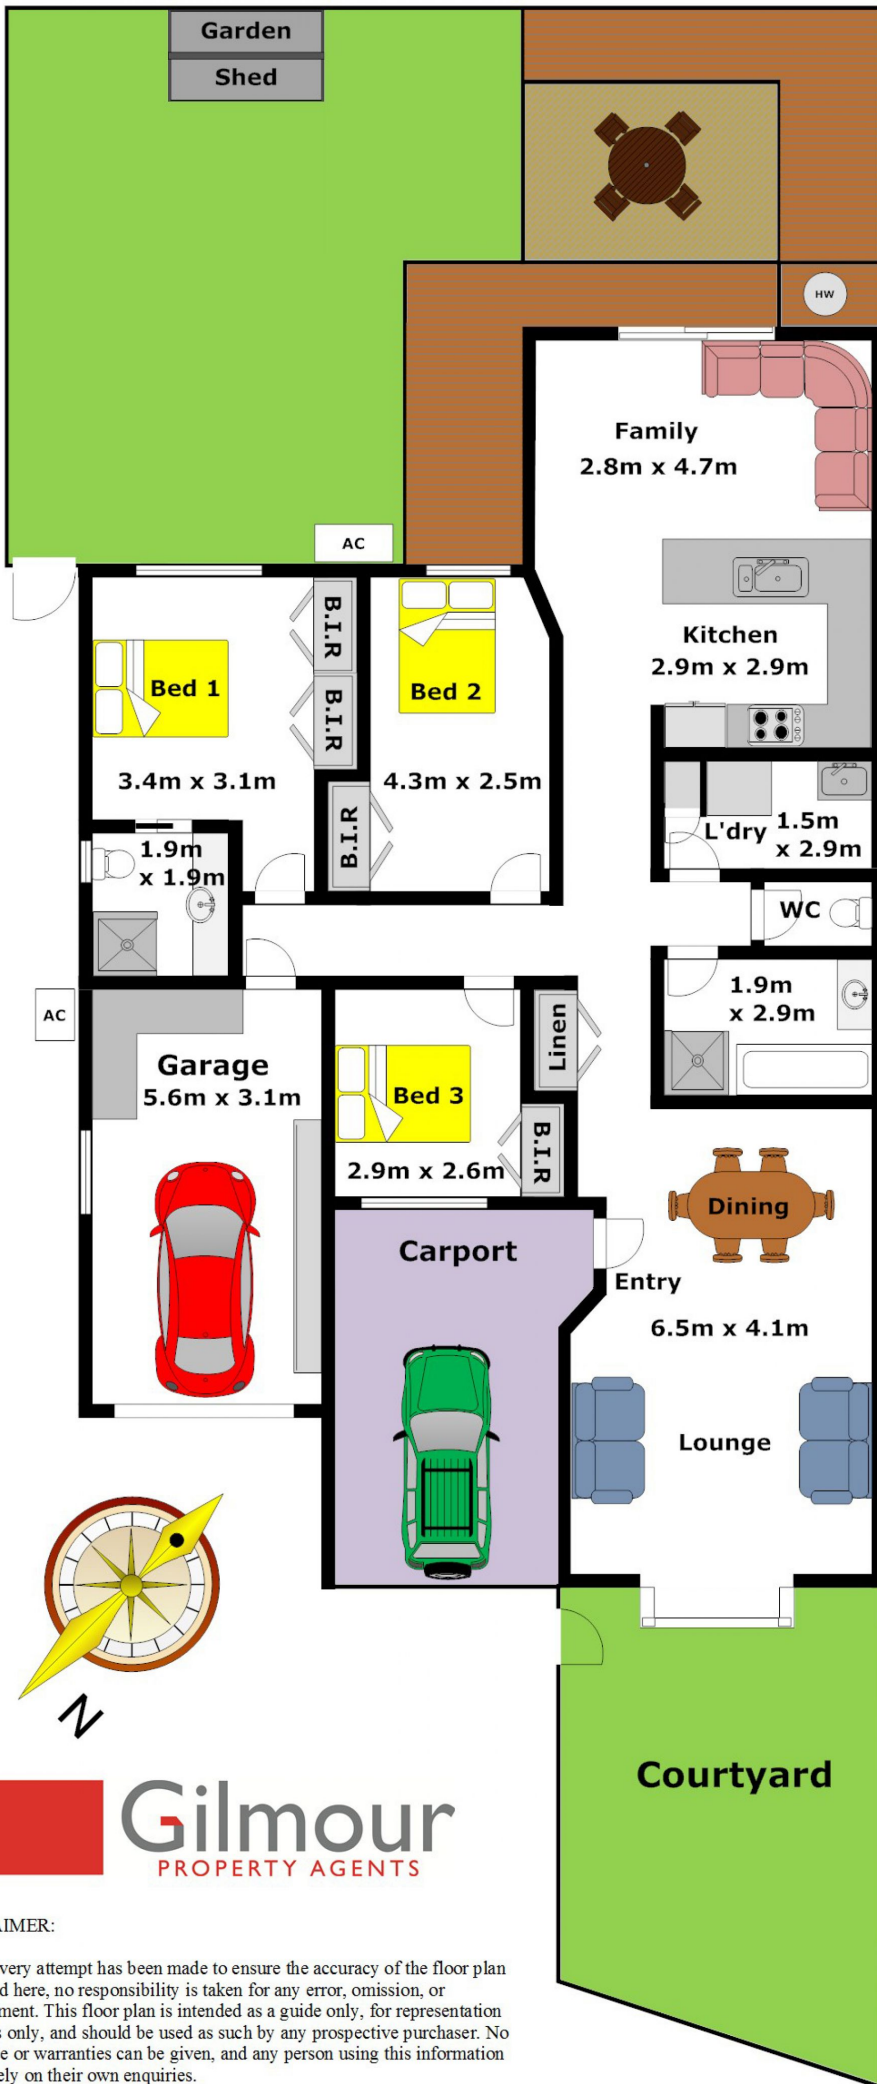 Garden
Shed
HW
Family
2.8m x 4.7m
AC
B.I.R
B.I.R
Bed 1
3.4m x 3.1m
Bed 2
4.3m x 2.5m
B.I.R
Kitchen
2.9m x 2.9m
L'dry
1.5m
x 2.9m
1.9m
x 1.9m
WC
1.9m
x 2.9m
AC
Garage
5.6m x 3.1m
Linen
Bed 3
B.I.R
2.9m x 2.6m
Carport
Dining
Entry
6.5m x 4.1m
Lounge
N
Courtyard
Gilmour
PROPERTY AGENTS
AIMER:
very attempt has been made to ensure the accuracy of the floor plan
d here, no responsibility is taken for any error, omission, or
ment. This floor plan is intended as a guide only, for representation
s only, and should be used as such by any prospective purchaser. No
e or warranties can be given, and any person using this information
ely on their own enquiries.